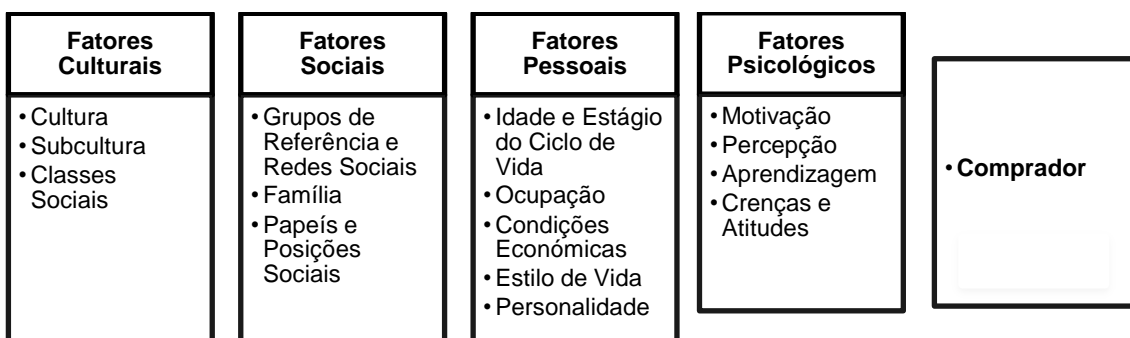 Fatores
Culturais
• Cultura
• Subcultura
• Classes
Sociais
Fatores
Sociais
• Grupos de
Referência e
Redes Sociais
• Família
• Papeís e
Posições
Sociais
Fatores
Pessoais
• Idade e Estágio
do Ciclo de
Vida
• Ocupação
• Condições
Económicas
• Estilo de Vida
• Personalidade
Fatores
Psicológicos
• Motivação
• Percepção
• Aprendizagem
• Crenças e
Atitudes
• Comprador